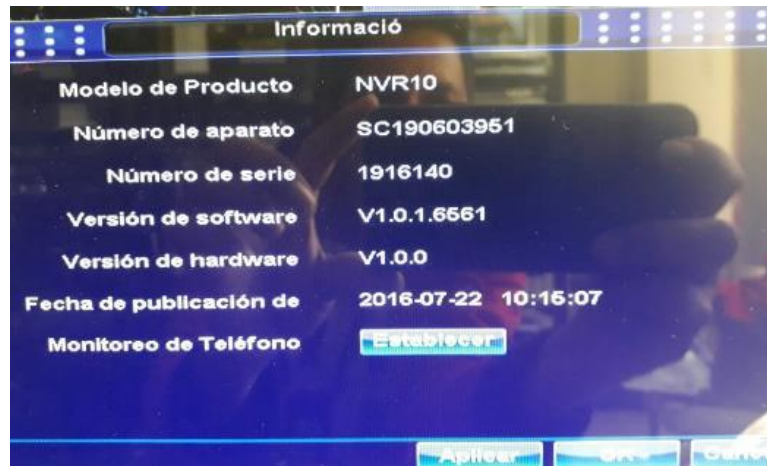 Informació
Modelo de Producto NVR10
Número de aparato SC190603951
Número de serie 1916140
Versión de software V1.0.1.6561
Versión de hardware V1.0.0
Fecha de publicación de 2016-07-22 10:15:07
Monitoreo de Teléfono Establecer
Aplicar OK